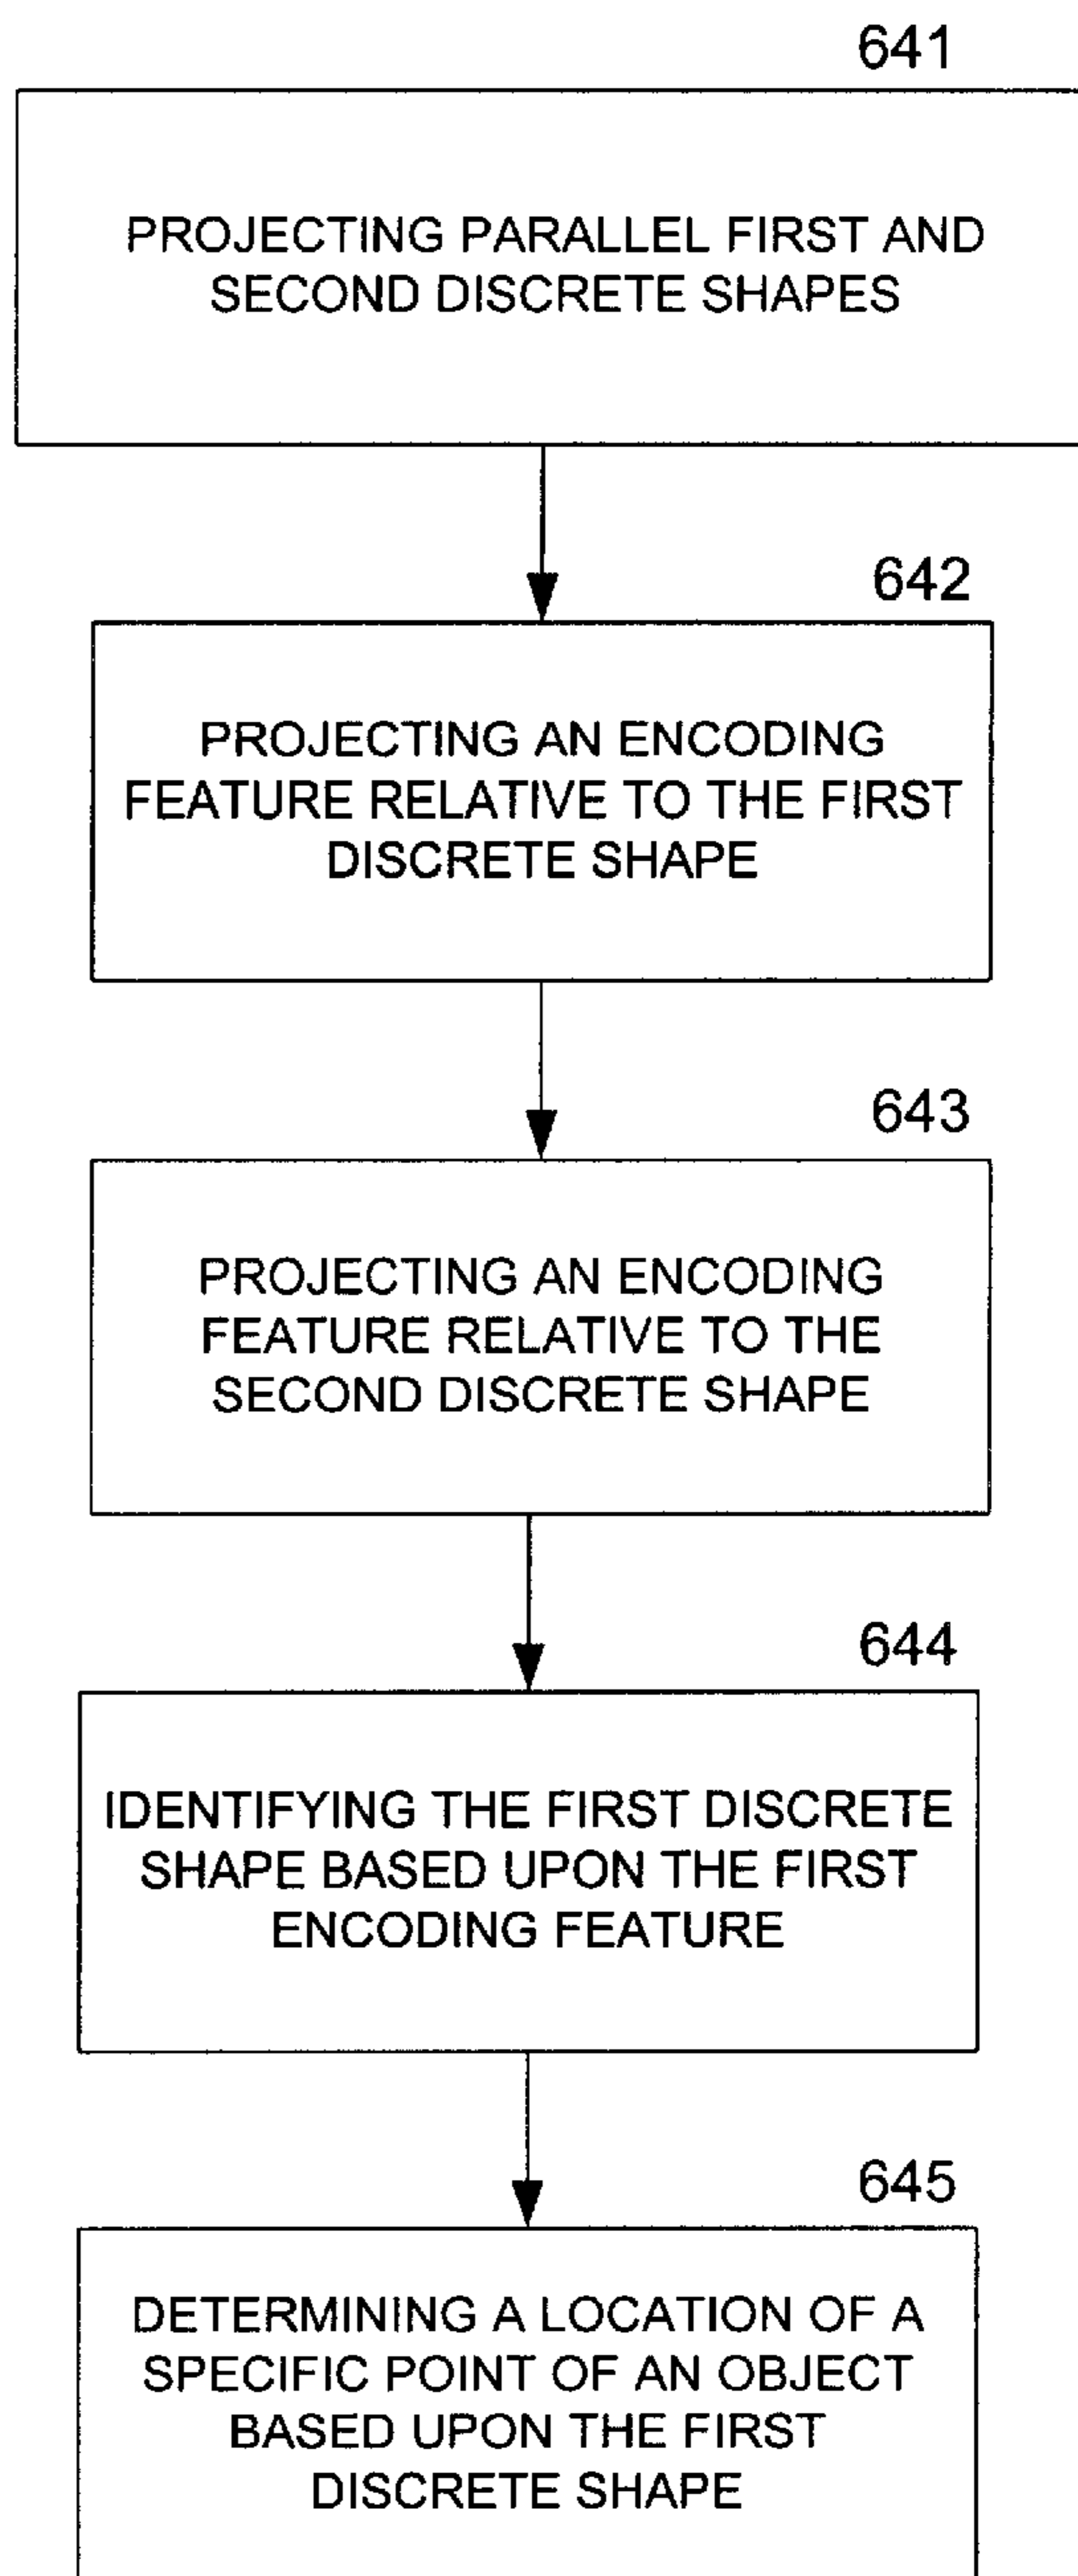 641
PROJECTING PARALLEL FIRST AND
SECOND DISCRETE SHAPES
642
PROJECTING AN ENCODING
FEATURE RELATIVE TO THE FIRST
DISCRETE SHAPE
643
PROJECTING AN ENCODING
FEATURE RELATIVE TO THE
SECOND DISCRETE SHAPE
644
IDENTIFYING THE FIRST DISCRETE
SHAPE BASED UPON THE FIRST
ENCODING FEATURE
645
DETERMINING A LOCATION OF A
SPECIFIC POINT OF AN OBJECT
BASED UPON THE FIRST
DISCRETE SHAPE